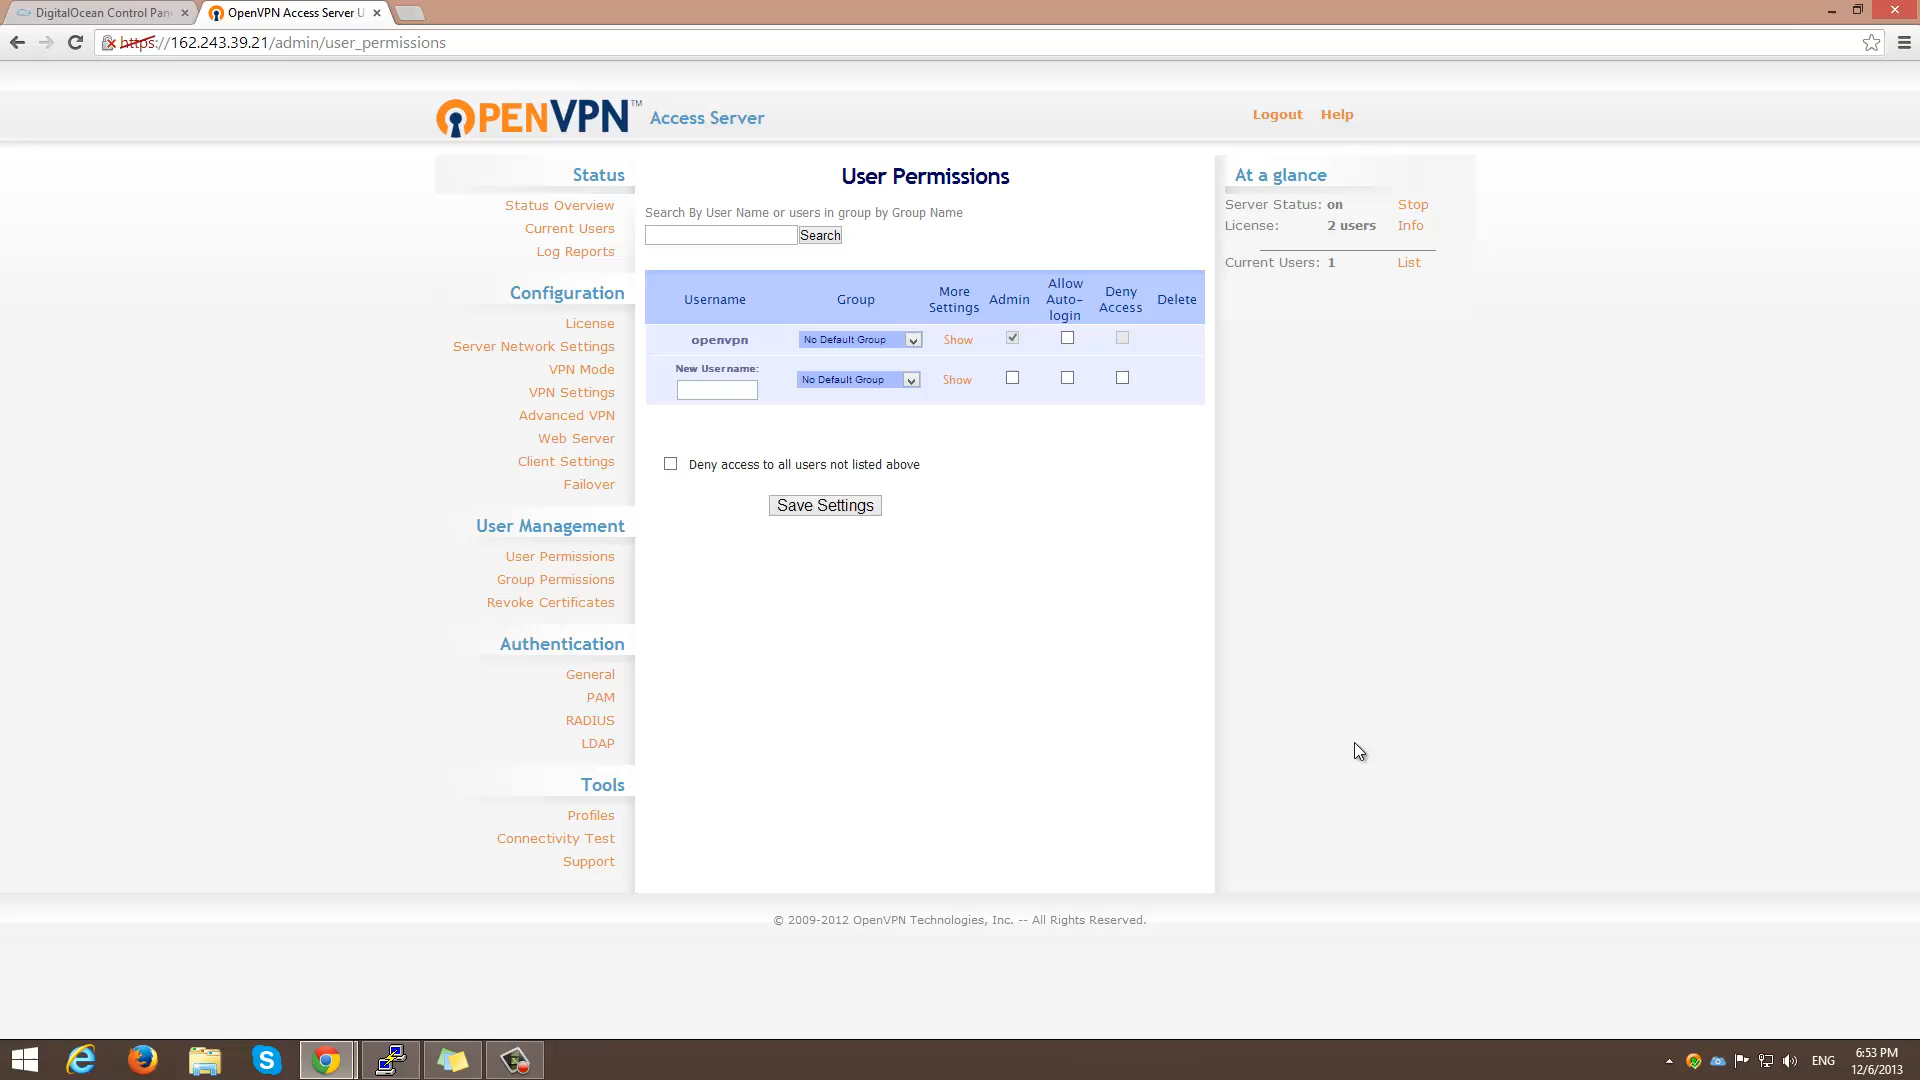 DigitalOcean Control Pan
OpenVPN Access Server U
https://162.243.39.21/admin/user_permissions
OPENVPN™ Access Server
Logout Help
Status
Status Overview
Current Users
Log Reports
Configuration
License
Server Network Settings
VPN Mode
VPN Settings
Advanced VPN
Web Server
Client Settings
Failover
User Management
User Permissions
Group Permissions
Revoke Certificates
Authentication
General
PAM
RADIUS
LDAP
Tools
Profiles
Connectivity Test
Support
User Permissions
Search By User Name or users in group by Group Name
Search
Username Group More Settings Admin Allow Auto-login Deny Access Delete
openvpn No Default Group Show
New Username:
No Default Group Show
Deny access to all users not listed above
Save Settings
At a glance
Server Status: on Stop
License: 2 users Info
Current Users: 1 List
© 2009-2012 OpenVPN Technologies, Inc. -- All Rights Reserved.
ENG
6:53 PM
12/6/2013